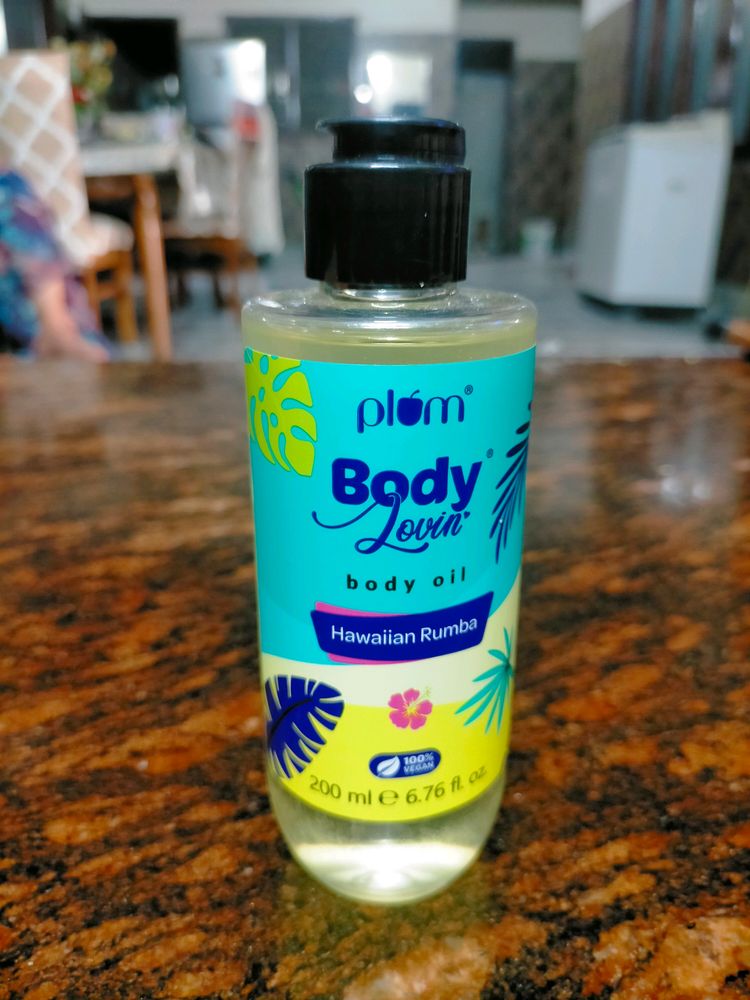 plum®
Body®
Lovin'
body oil
Hawaiian Rumba
100%
VEGAN
200 ml ℮ 6.76 fl. oz.